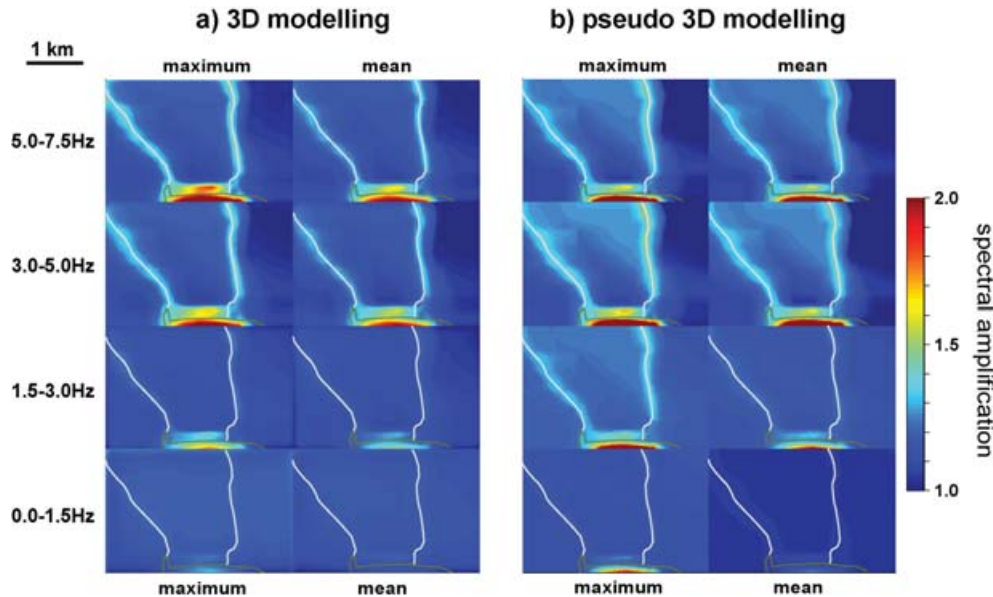 a) 3D modelling
b) pseudo 3D modelling
1 km
maximum
mean
maximum
mean
5.0-7.5Hz
3.0-5.0Hz
1.5-3.0Hz
0.0-1.5Hz
2.0
1.5
1.0
spectral amplification
maximum
mean
maximum
mean